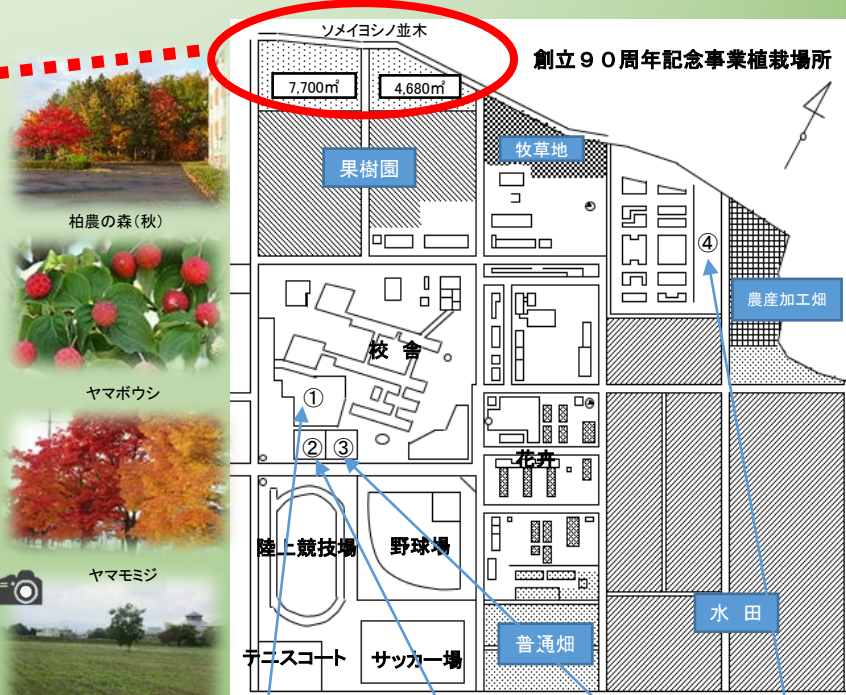 ソメイヨシノ並木
創立９０周年記念事業植栽場所
7,700㎡
4,680㎡
果樹園
牧草地
柏農の森(秋)
④
農産加工畑
校 舎
ヤマボウシ
①
② ③
花卉
陸上競技場
野球場
ヤマモミジ
水 田
普通畑
テニスコート
サッカー場